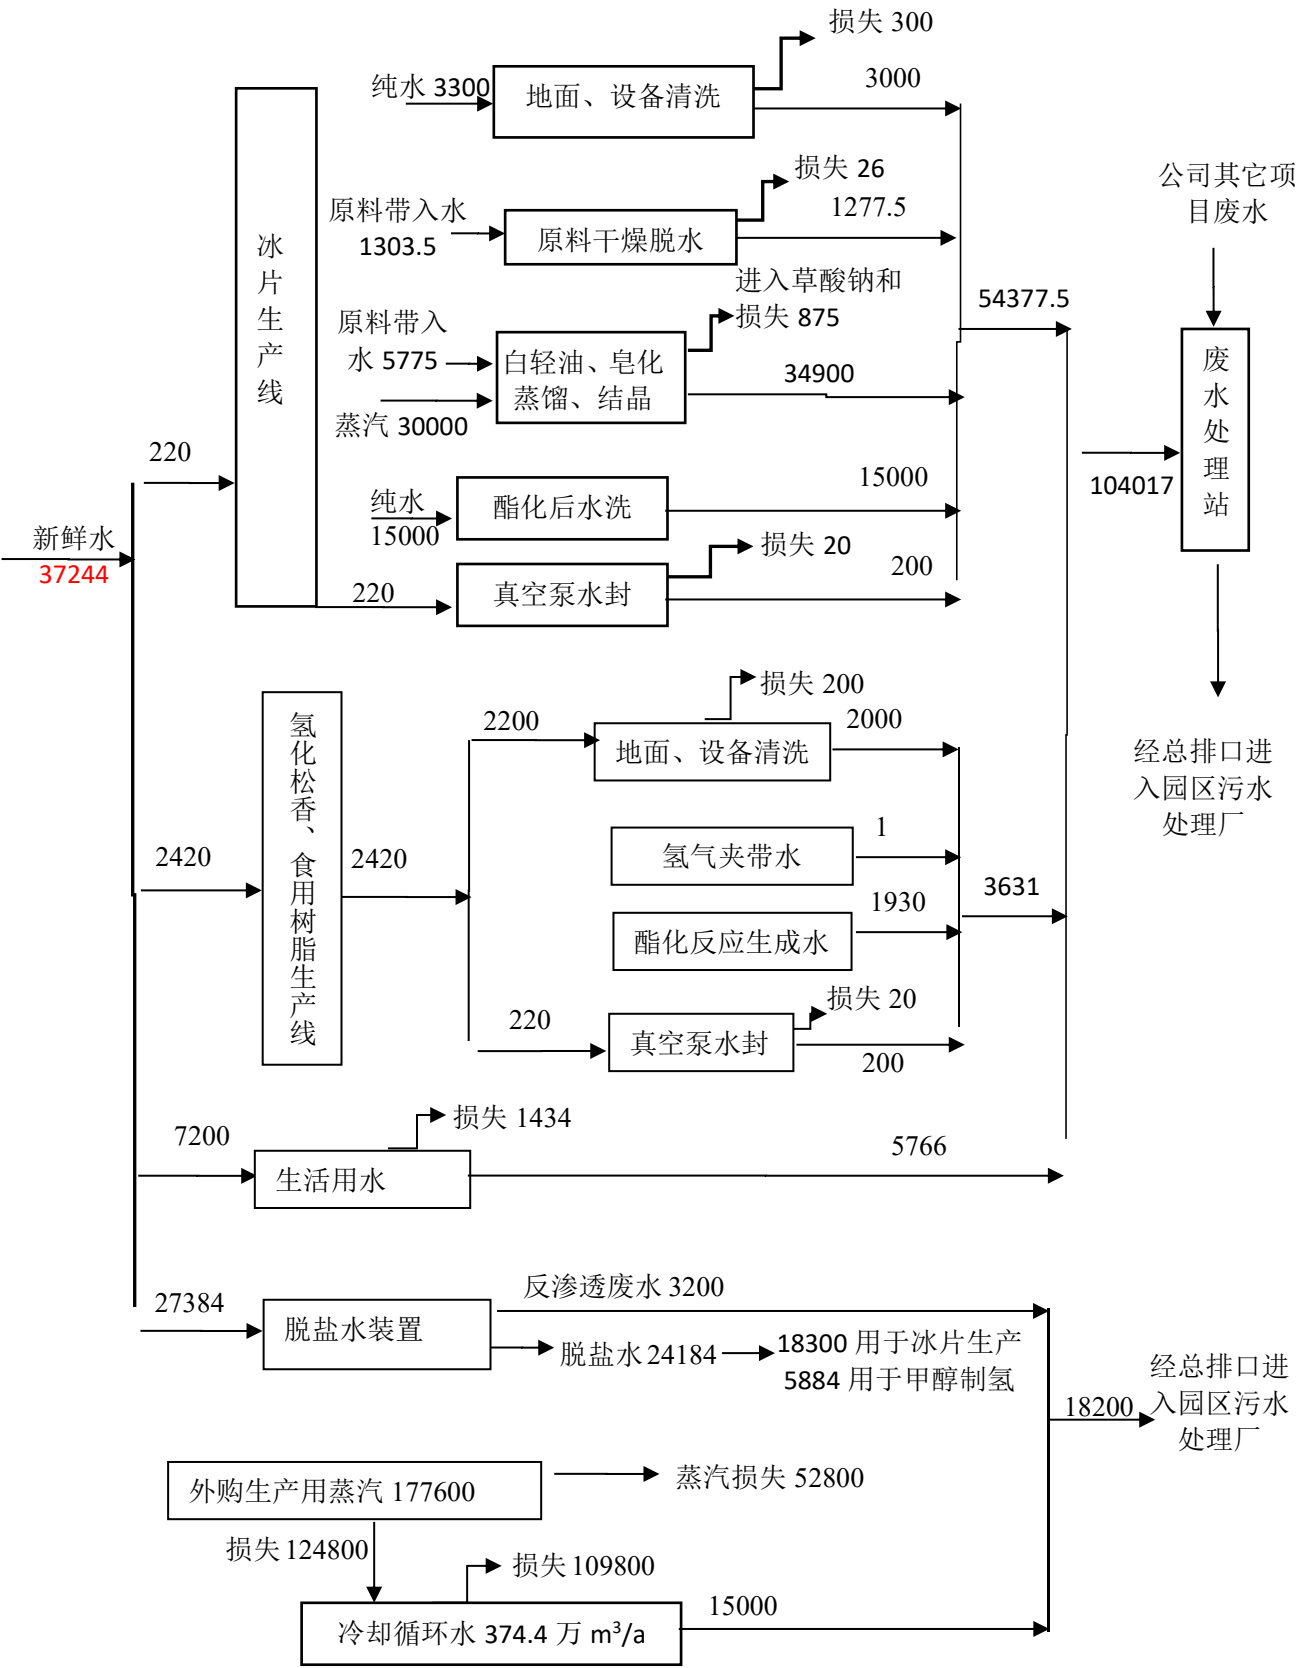 损失 300
纯水 3300
地面、设备清洗
3000
损失 26
原料带入水
1303.5
原料干燥脱水
1277.5
公司其它项
目废水
冰片生产线
进入草酸钠和
损失 875
原料带入
水 5775
白轻油、皂化
蒸馏、结晶
34900
蒸汽 30000
54377.5
废水处理站
220
纯水
15000
酯化后水洗
15000
104017
新鲜水
37244
损失 20
220
真空泵水封
200
损失 200
氢化松香、食用树脂生产线
2200
地面、设备清洗
2000
经总排口进
入园区污水
处理厂
2420
2420
氢气夹带水
1
酯化反应生成水
1930
3631
损失 20
220
真空泵水封
200
损失 1434
7200
生活用水
5766
27384
脱盐水装置
反渗透废水 3200
脱盐水 24184
18300 用于冰片生产
5884 用于甲醇制氢
18200
经总排口进
入园区污水
处理厂
外购生产用蒸汽 177600
蒸汽损失 52800
损失 124800
损失 109800
冷却循环水 374.4 万 m³/a
15000